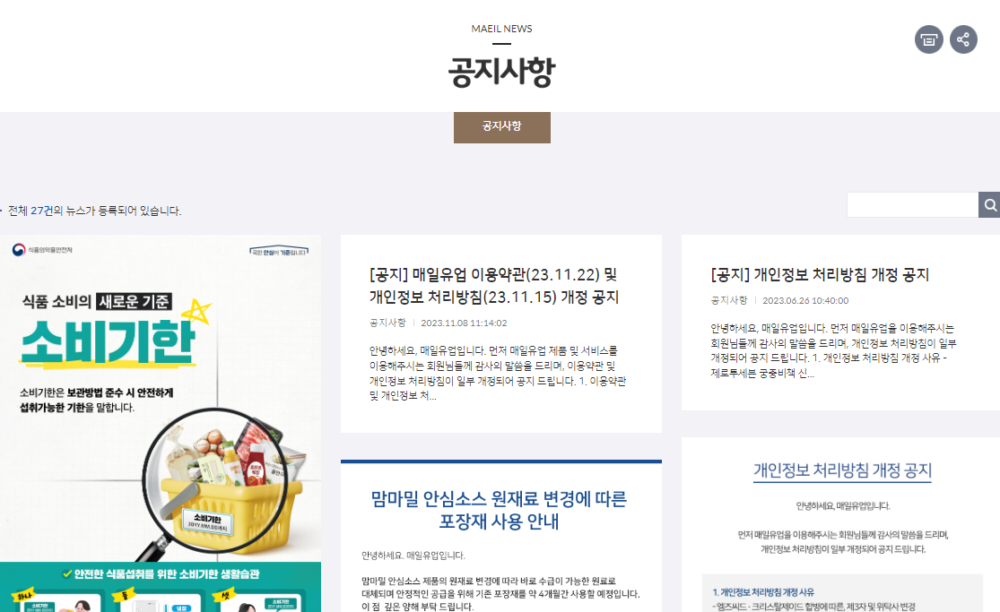 MAEIL NEWS
공지사항
공지사항
전체 27건의 뉴스가 등록되어 있습니다.
식품의약품안전처
국민 안심이 기준입니다
식품 소비의 새로운 기준
소비기한
소비기한은 보관방법 준수 시 안전하게
섭취가능한 기한을 말합니다.
소비기한
20YY.MM.DD까지
안전한 식품섭취를 위한 소비기한 생활습관
하나
둘
셋
소비기한
냉장
소비기한
[공지] 매일유업 이용약관(23.11.22) 및
개인정보 처리방침(23.11.15) 개정 공지
공지사항 2023.11.08 11:14:02
안녕하세요, 매일유업입니다. 먼저 매일유업 제품 및 서비스를
이용해주시는 회원님들께 감사의 말씀을 드리며, 이용약관 및
개인정보 처리방침이 일부 개정되어 공지 드립니다. 1. 이용약관
및 개인정보 처...
맘마밀 안심소스 원재료 변경에 따른
포장재 사용 안내
안녕하세요. 매일유업입니다.
맘마밀 안심소스 제품의 원재료 변경에 따라 바로 수급이 가능한 원료로
대체되며 안정적인 공급을 위해 기존 포장재를 약 4개월간 사용할 예정입니다.
이 점 깊은 양해 부탁 드립니다.
[공지] 개인정보 처리방침 개정 공지
공지사항 2023.06.26 10:40:00
안녕하세요, 매일유업입니다. 먼저 매일유업을 이용해주시는
회원님들께 감사의 말씀을 드리며, 개인정보 처리방침이 일부
개정되어 공지 드립니다. 1. 개인정보 처리방침 개정 사유 -
제로투세븐 궁중비책 신...
개인정보 처리방침 개정 공지
안녕하세요, 매일유업입니다.
먼저 매일유업을 이용해주시는 회원님들께 감사의 말씀을 드리며,
개인정보 처리방침이 일부 개정되어 공지 드립니다.
1. 개인정보 처리방침 개정 사유
- 엠즈씨드 - 크리스탈제이드 합병에 따른, 제3자 및 위탁사 변경